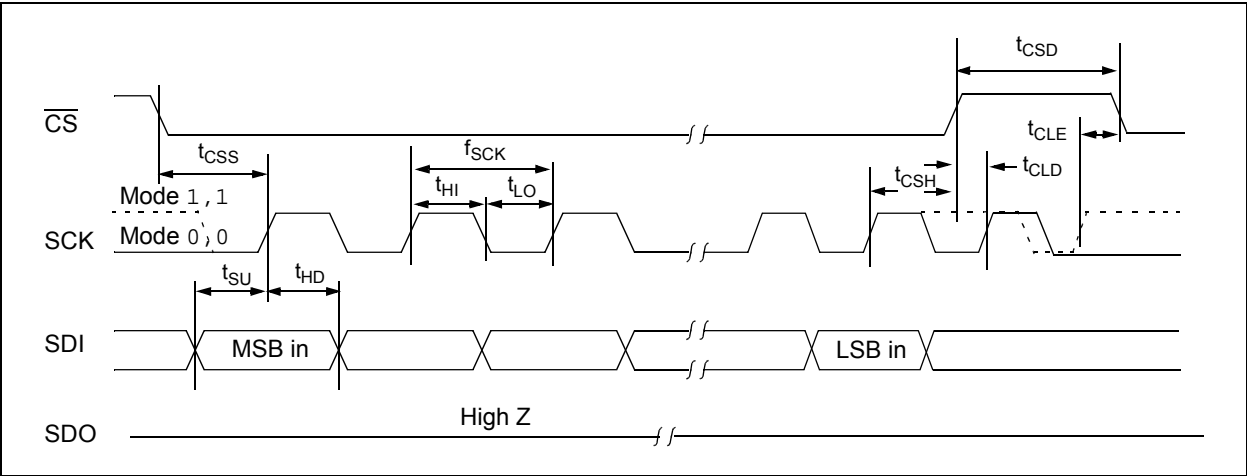 tCSD
CS
tCLE
tCSS
fSCK
tCSH
tCLD
tHI
tLO
Mode 1,1
SCK
Mode 0,0
tSU
tHD
SDI
MSB in
LSB in
High Z
SDO